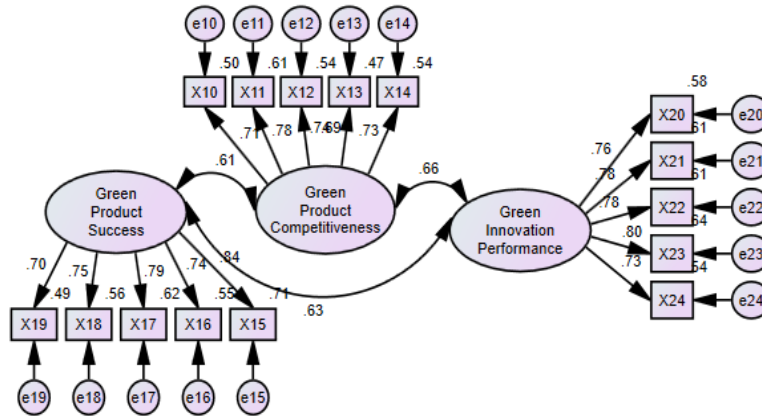 e10 e11 e12 e13 e14
.50 .61 .54 .47 .54
X10 X11 X12 X13 X14
.71 .78 .74 .69 .73
.61
.66
Green
Product
Success
Green
Product
Competitiveness
Green
Innovation
Performance
.58
X20 e20
.61
X21 e21
.61
X22 e22
.64
X23 e23
.54
X24 e24
.76
.78
.78
.80
.73
.84
.63
.70 .75 .79 .74 .71
.49 .56 .62 .55
X19 X18 X17 X16 X15
e19 e18 e17 e16 e15